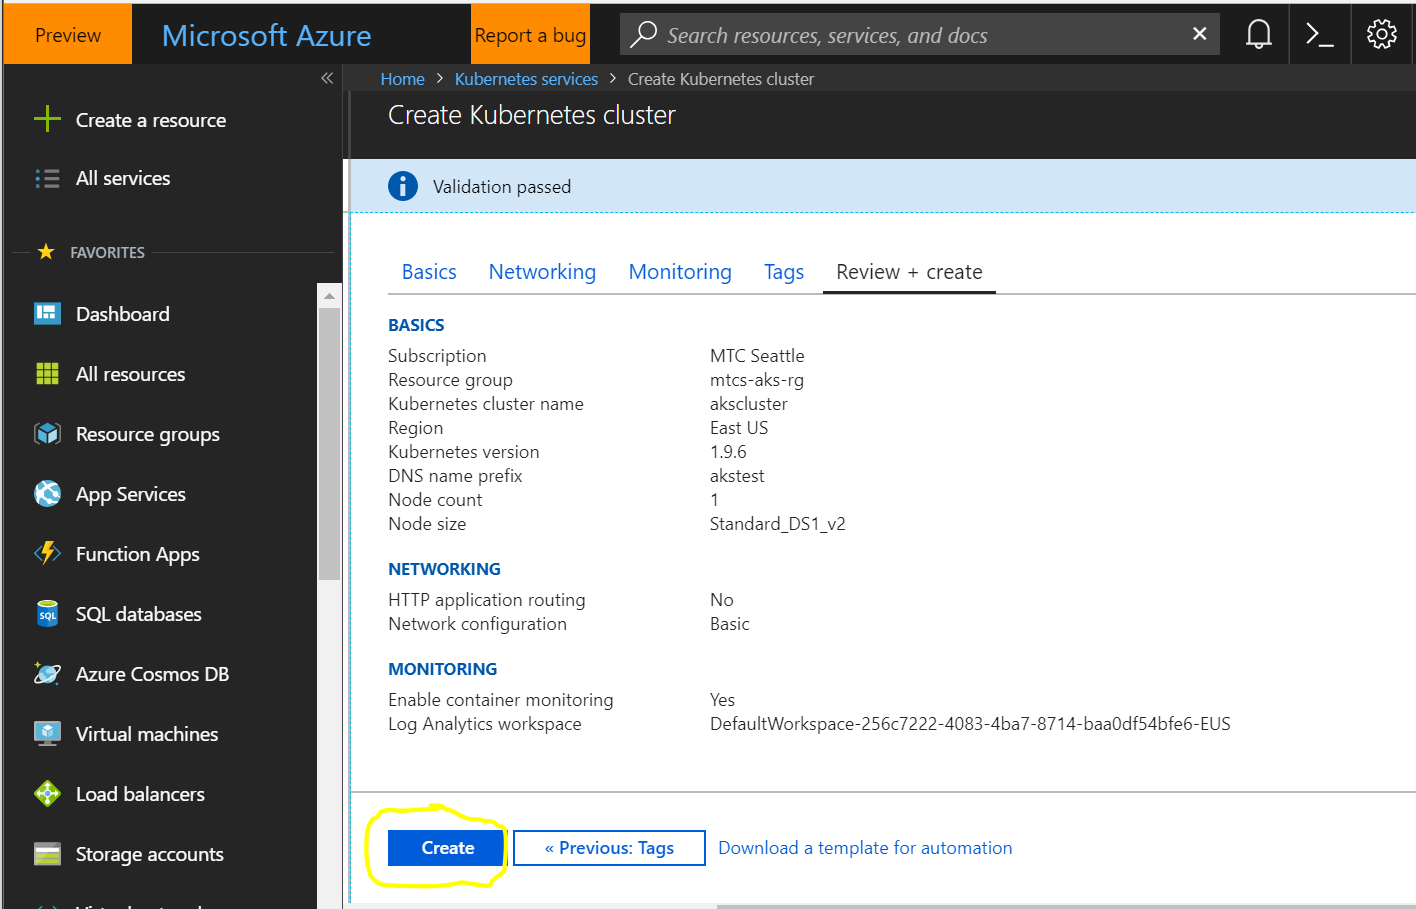 Preview
Microsoft Azure
Report a bug
Search resources, services, and docs
Home > Kubernetes services > Create Kubernetes cluster
Create Kubernetes cluster
Create a resource
All services
FAVORITES
Dashboard
All resources
Resource groups
App Services
Function Apps
SQL databases
Azure Cosmos DB
Virtual machines
Load balancers
Storage accounts
Validation passed
Basics Networking Monitoring Tags Review + create
BASICS
Subscription MTC Seattle
Resource group mtcs-aks-rg
Kubernetes cluster name akscluster
Region East US
Kubernetes version 1.9.6
DNS name prefix akstest
Node count 1
Node size Standard_DS1_v2
NETWORKING
HTTP application routing No
Network configuration Basic
MONITORING
Enable container monitoring Yes
Log Analytics workspace DefaultWorkspace-256c7222-4083-4ba7-8714-baa0df54bfe6-EUS
Create « Previous: Tags Download a template for automation